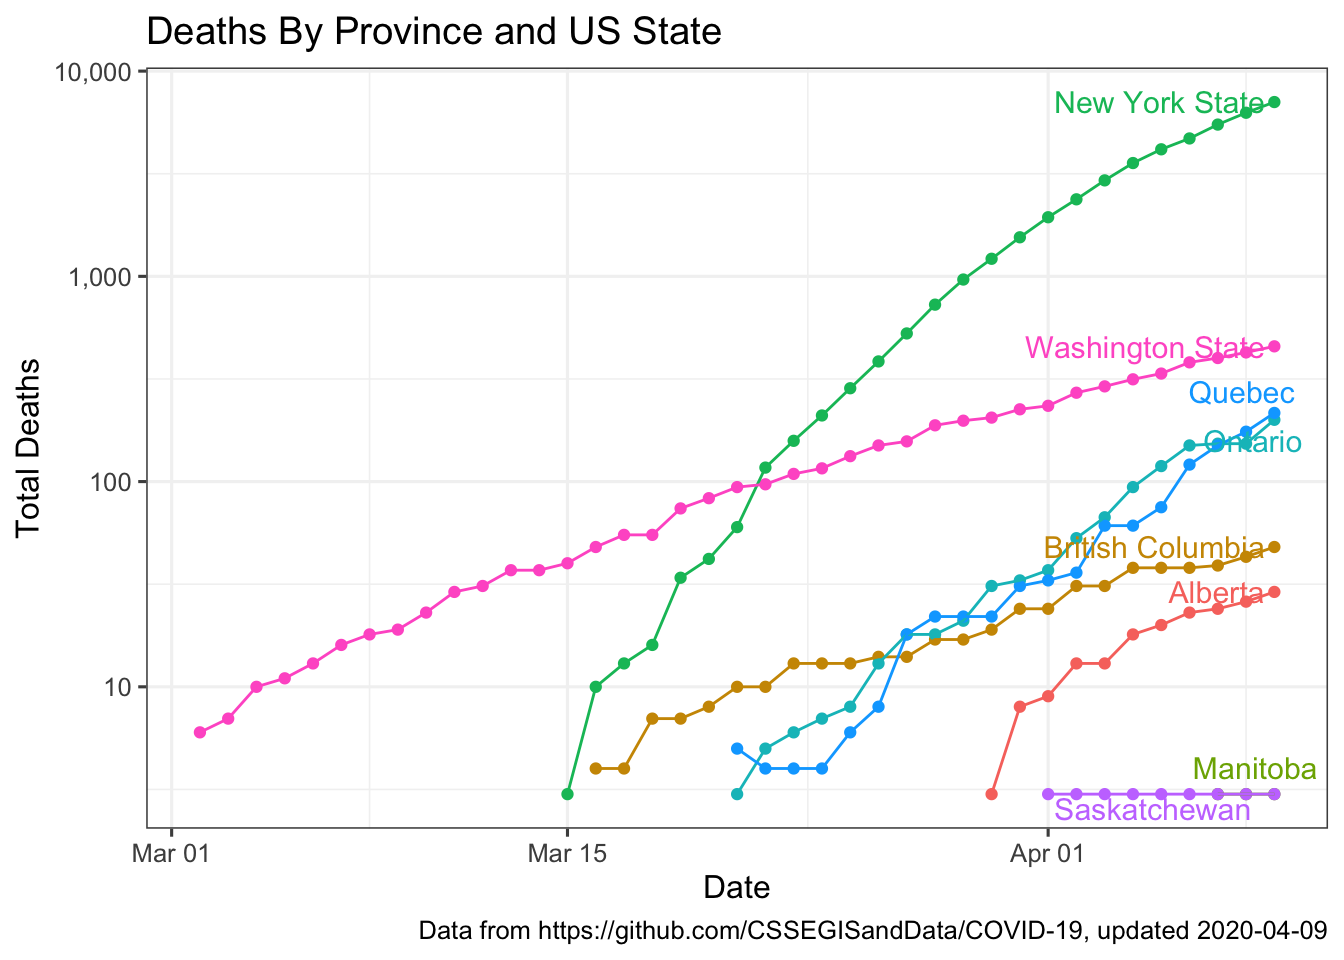 Deaths By Province and US State
10,000
1,000
100
10
Total Deaths
New York State
Washington State
Quebec
Ontario
British Columbia
Alberta
Manitoba
Saskatchewan
Mar 01
Mar 15
Apr 01
Date
Data from https://github.com/CSSEGISandData/COVID-19, updated 2020-04-09